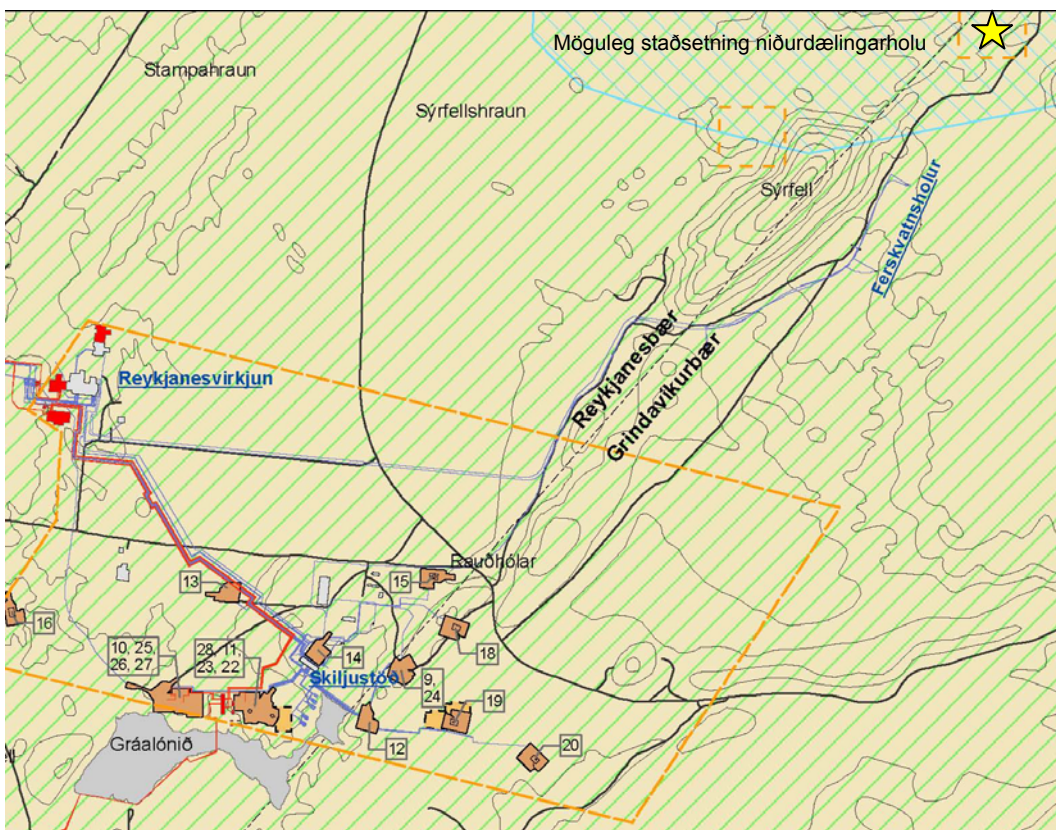 Möguleg staðsetning niðurdælingarholu
Stampahraun
Sýrfellshraun
Sýrfell
Ferskvatnsholur
Reykjanesbær
Grindavíkurbær
Reykjanesvirkjun
Rauðhólar
13
15
16
10, 25,
26, 27
28, 11,
23, 22
14
18
Skiljustöð
9,
24
19
12
20
Gráalónið